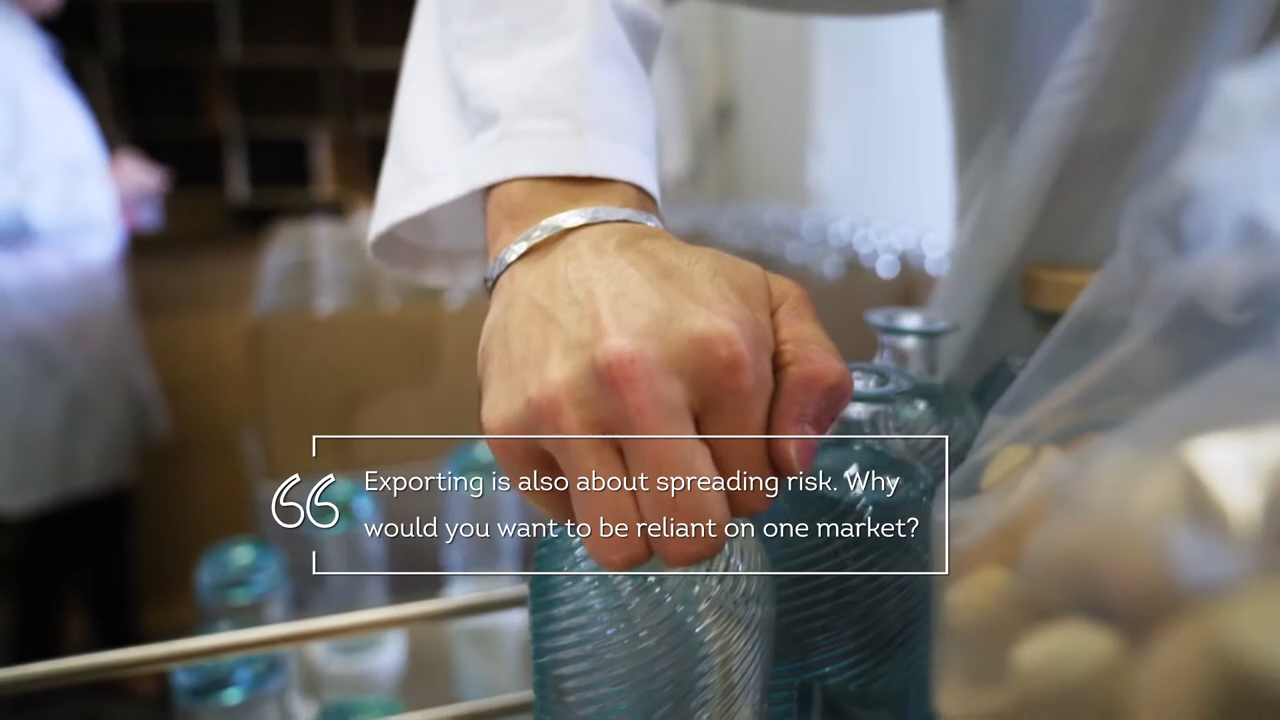 Exporting is also about spreading risk. Why
would you want to be reliant on one market?